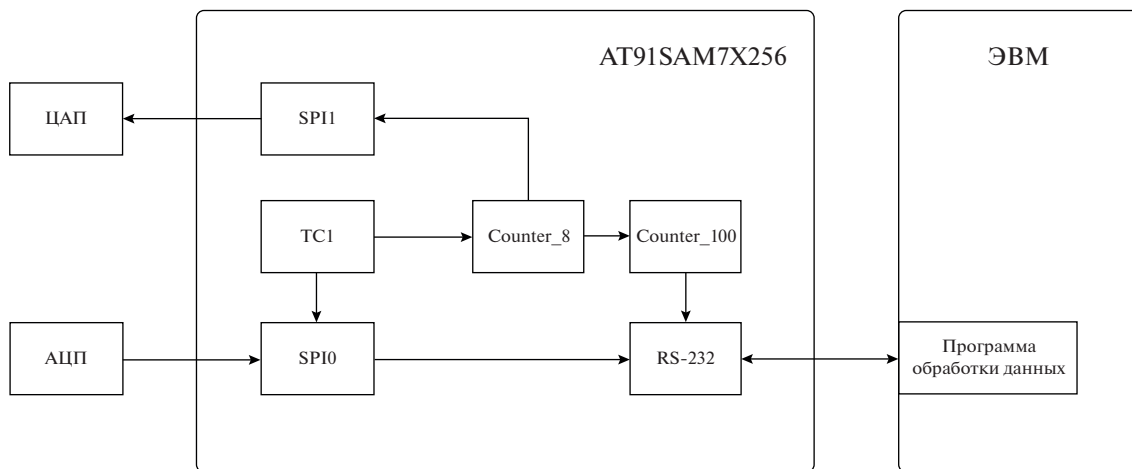 AT91SAM7X256
ЭВМ
ЦАП
SPI1
TC1
Counter_8
Counter_100
АЦП
SPI0
RS-232
Программа
обработки данных